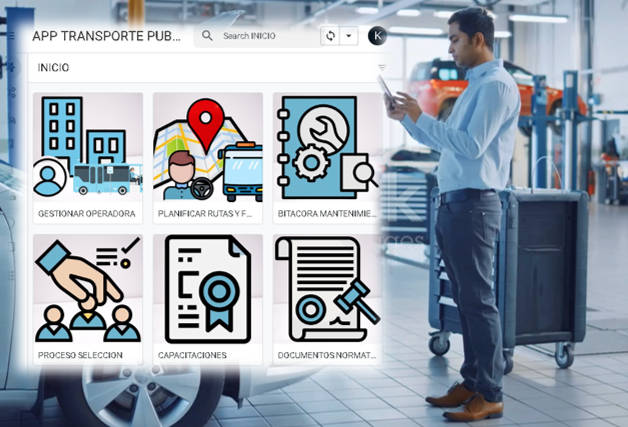 APP TRANSPORTE PUB...
Search INICIO
K
INICIO
GESTIONAR OPERADORA
PLANIFICAR RUTAS Y F...
BITACORA MANTENIMIE...
PROCESO SELECCION
CAPACITACIONES
DOCUMENTOS NORMAT...